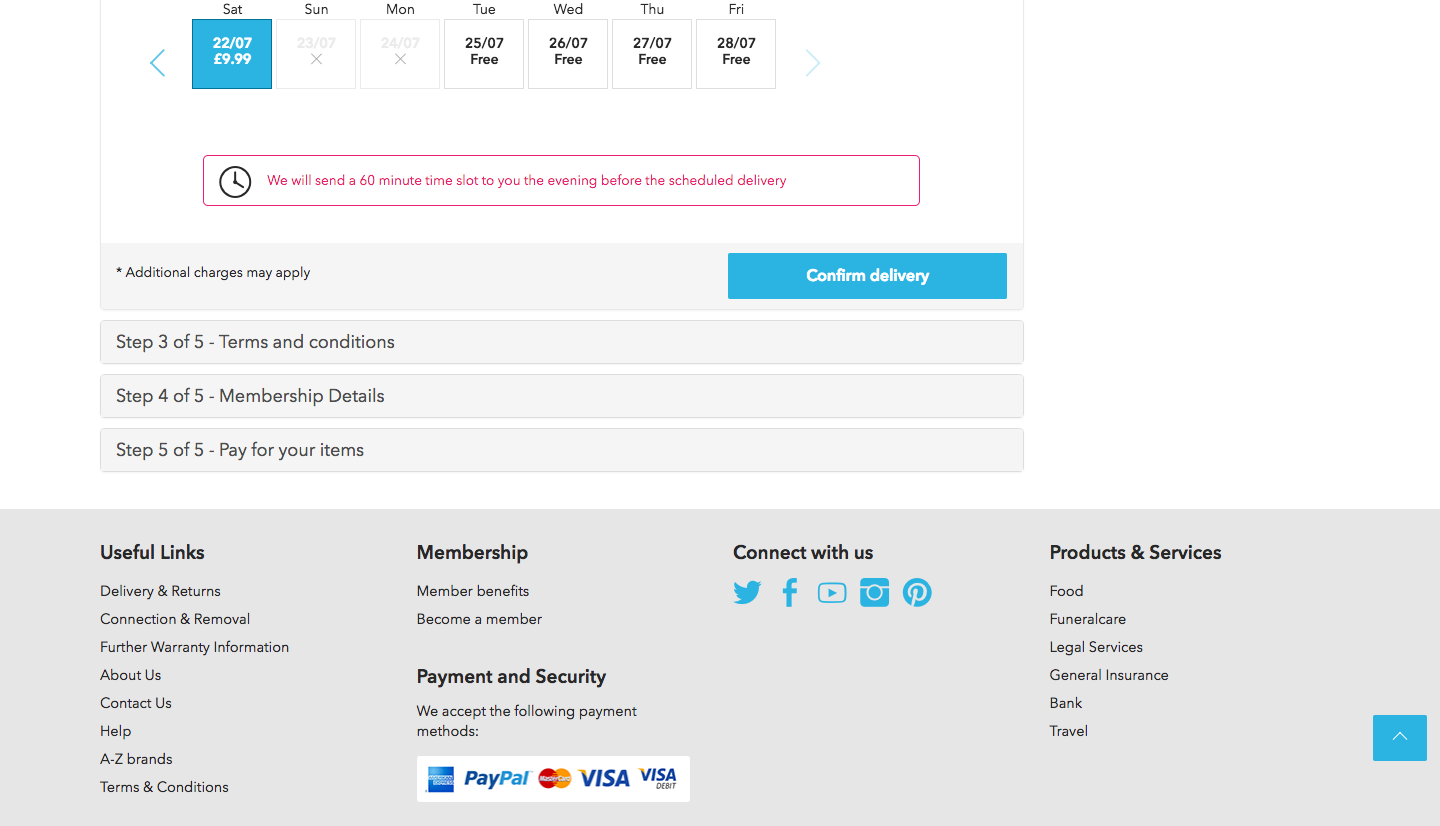 Sat Sun Mon Tue Wed Thu Fri
22/07 23/07 24/07 25/07 26/07 27/07 28/07
£9.99 Free Free Free Free
We will send a 60 minute time slot to you the evening before the scheduled delivery
* Additional charges may apply
Confirm delivery
Step 3 of 5 - Terms and conditions
Step 4 of 5 - Membership Details
Step 5 of 5 - Pay for your items
Useful Links
Delivery & Returns
Connection & Removal
Further Warranty Information
About Us
Contact Us
Help
A-Z brands
Terms & Conditions
Membership
Member benefits
Become a member
Payment and Security
We accept the following payment
methods:
AMERICAN EXPRESS PayPal MasterCard VISA VISA DEBIT
Connect with us
Products & Services
Food
Funeralcare
Legal Services
General Insurance
Bank
Travel